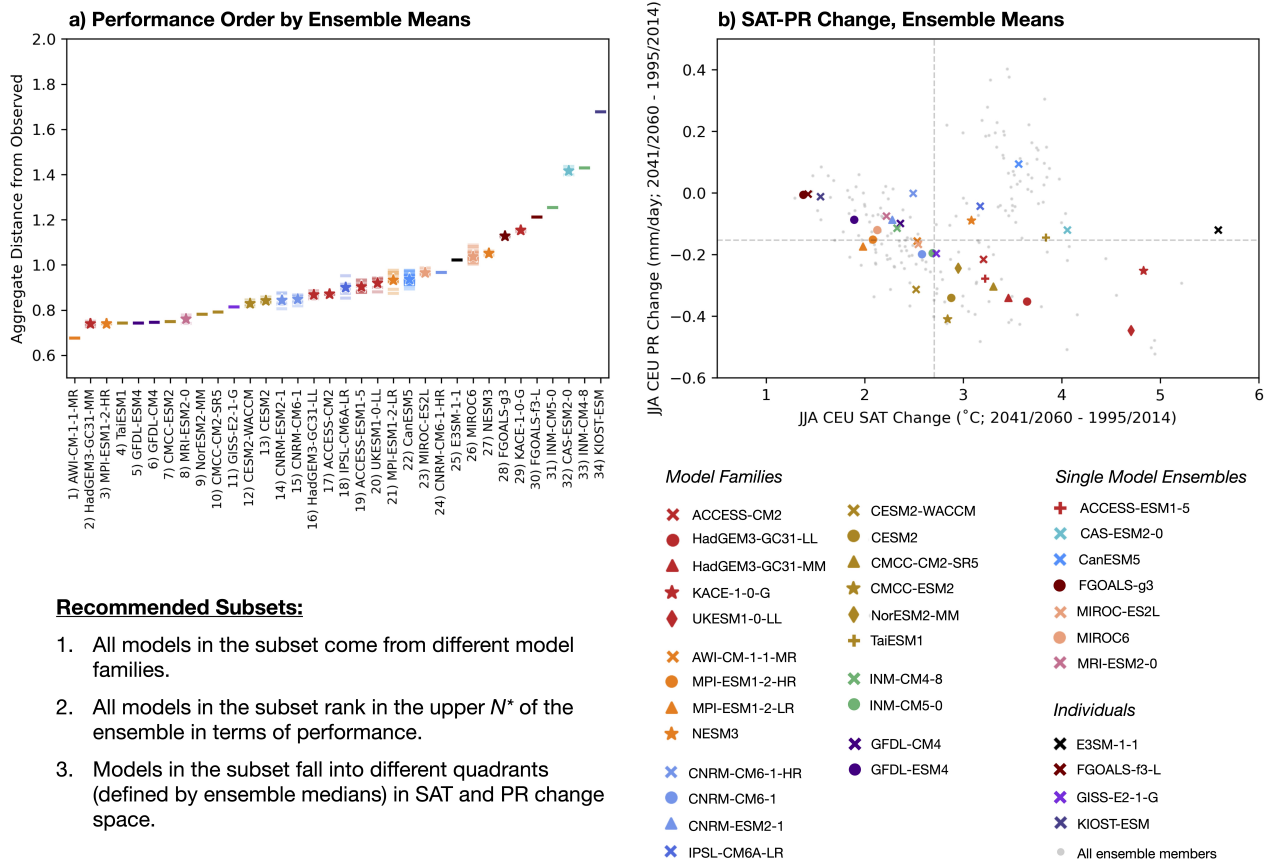 a) Performance Order by Ensemble Means
2.0
1.8
1.6
1.4
1.2
1.0
0.8
0.6
Aggregate Distance from Observed
1) AWI-CM-1-1-MR
2) HadGEM3-GC31-MM
3) MPI-ESM1-2-HR
4) TaiESM1
5) GFDL-ESM4
6) GFDL-CM4
7) CMCC-ESM2
8) MRI-ESM2-0
9) NorESM2-MM
10) CMCC-CM2-SR5
11) GISS-E2-1-G
12) CESM2-WACCM
13) CESM2
14) CNRM-ESM2-1
15) CNRM-CM6-1
16) HadGEM3-GC31-LL
17) ACCESS-CM2
18) IPSL-CM6A-LR
19) ACCESS-ESM1-5
20) UKESM1-0-LL
21) MPI-ESM1-2-LR
22) CanESM5
23) MIROC-ES2L
24) CNRM-CM6-1-HR
25) E3SM-1-1
26) MIROC6
27) NESM3
28) FGOALS-g3
29) KACE-1-0-G
30) FGOALS-f3-L
31) INM-CM5-0
32) CAS-ESM2-0
33) INM-CM4-8
34) KIOST-ESM
b) SAT-PR Change, Ensemble Means
0.4
0.2
0.0
−0.2
−0.4
−0.6
JJA CEU PR Change (mm/day; 2041/2060 - 1995/2014)
1
2
3
4
5
6
JJA CEU SAT Change (˚C; 2041/2060 - 1995/2014)
Recommended Subsets:
1. All models in the subset come from different model
families.
2. All models in the subset rank in the upper N* of the
ensemble in terms of performance.
3. Models in the subset fall into different quadrants
(defined by ensemble medians) in SAT and PR change
space.
Model Families
ACCESS-CM2
HadGEM3-GC31-LL
HadGEM3-GC31-MM
KACE-1-0-G
UKESM1-0-LL
AWI-CM-1-1-MR
MPI-ESM1-2-HR
MPI-ESM1-2-LR
NESM3
CNRM-CM6-1-HR
CNRM-CM6-1
CNRM-ESM2-1
IPSL-CM6A-LR
CESM2-WACCM
CESM2
CMCC-CM2-SR5
CMCC-ESM2
NorESM2-MM
TaiESM1
INM-CM4-8
INM-CM5-0
GFDL-CM4
GFDL-ESM4
Single Model Ensembles
ACCESS-ESM1-5
CAS-ESM2-0
CanESM5
FGOALS-g3
MIROC-ES2L
MIROC6
MRI-ESM2-0
Individuals
E3SM-1-1
FGOALS-f3-L
GISS-E2-1-G
KIOST-ESM
All ensemble members